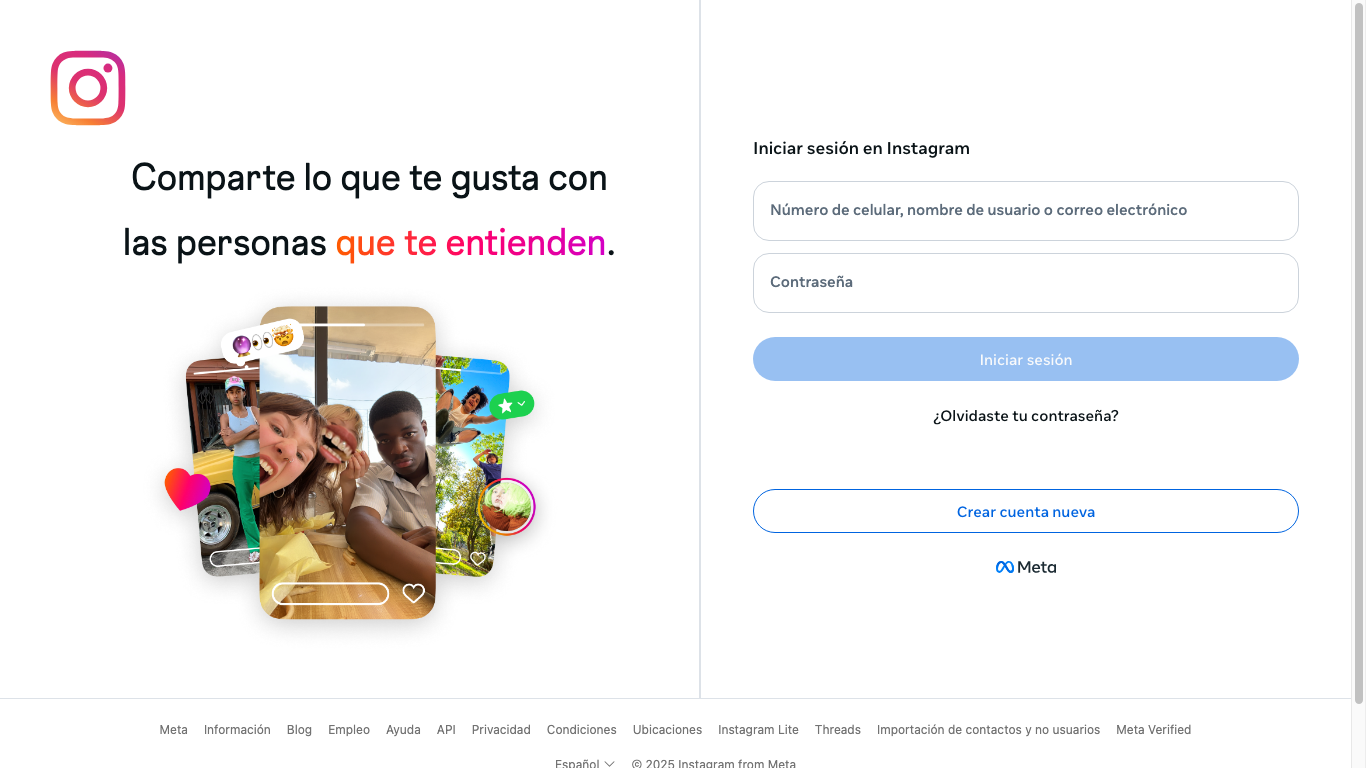 Comparte lo que te gusta con
las personas que te entienden.
Iniciar sesión en Instagram
Número de celular, nombre de usuario o correo electrónico
Contraseña
Iniciar sesión
¿Olvidaste tu contraseña?
Crear cuenta nueva
Meta
Meta Información Blog Empleo Ayuda API Privacidad Condiciones Ubicaciones Instagram Lite Threads Importación de contactos y no usuarios Meta Verified
Español © 2025 Instagram from Meta